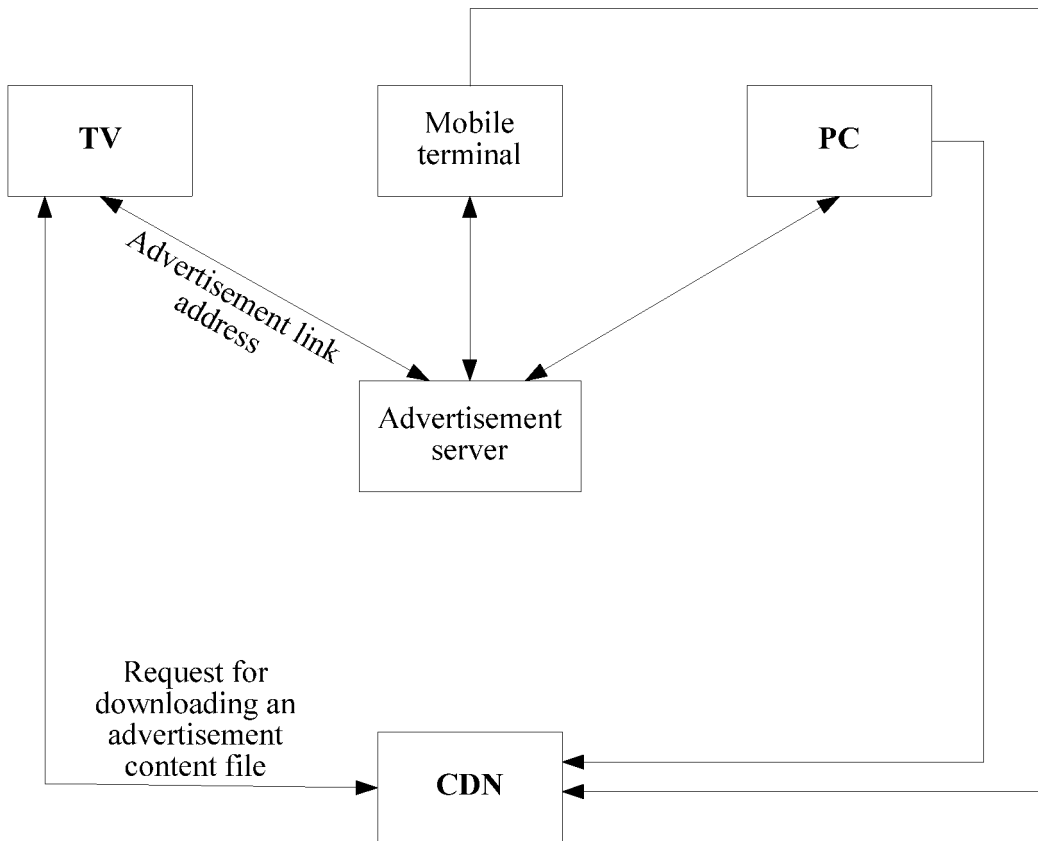 TV
Mobile
terminal
PC
Advertisement link
address
Advertisement
server
Request for
downloading an
advertisement
content file
CDN